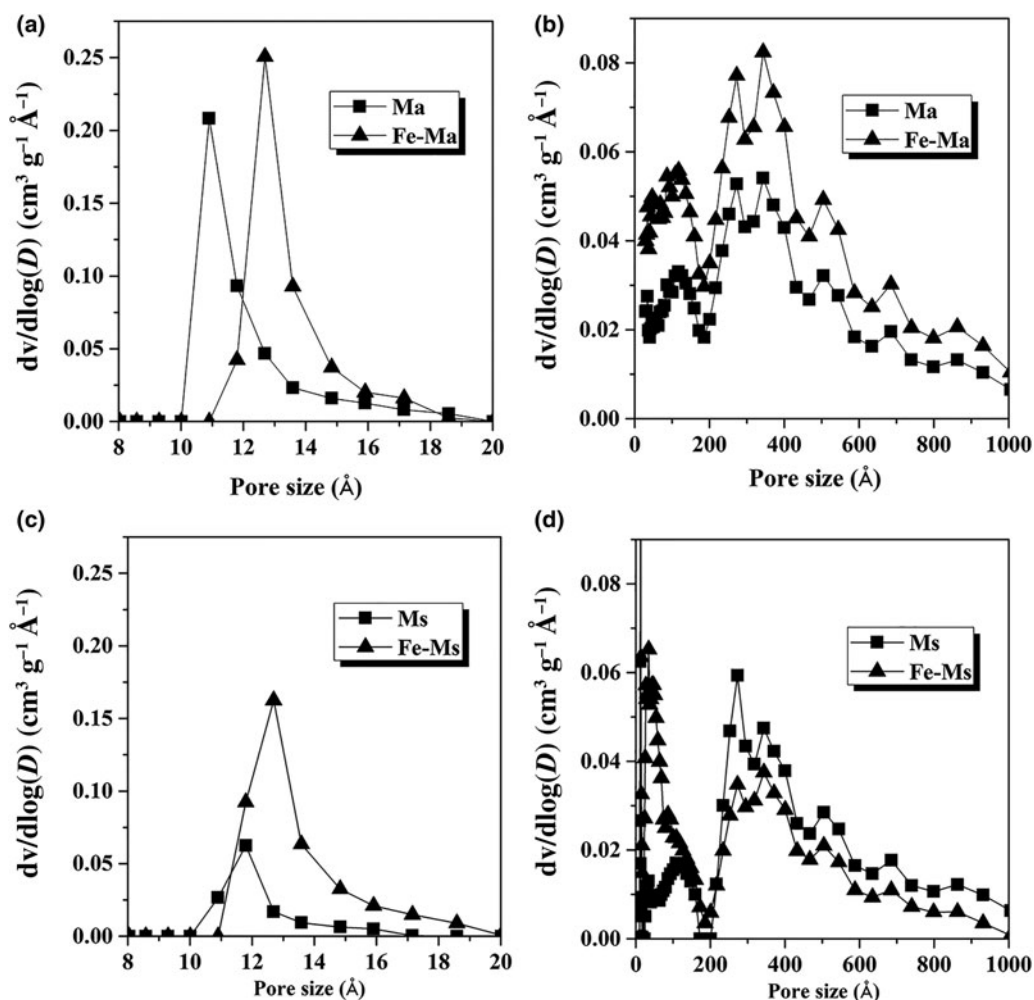 (a)
dv/dlog(D) (cm³ g⁻¹ Å⁻¹)
0.25
0.20
0.15
0.10
0.05
0.00
Ma
Fe-Ma
8 10 12 14 16 18 20
Pore size (Å)
(b)
dv/dlog(D) (cm³ g⁻¹ Å⁻¹)
0.08
0.06
0.04
0.02
0.00
Ma
Fe-Ma
0 200 400 600 800 1000
Pore size (Å)
(c)
dv/dlog(D) (cm³ g⁻¹ Å⁻¹)
0.25
0.20
0.15
0.10
0.05
0.00
Ms
Fe-Ms
8 10 12 14 16 18 20
Pore size (Å)
(d)
dv/dlog(D) (cm³ g⁻¹ Å⁻¹)
0.08
0.06
0.04
0.02
0.00
Ms
Fe-Ms
0 200 400 600 800 1000
Pore size (Å)